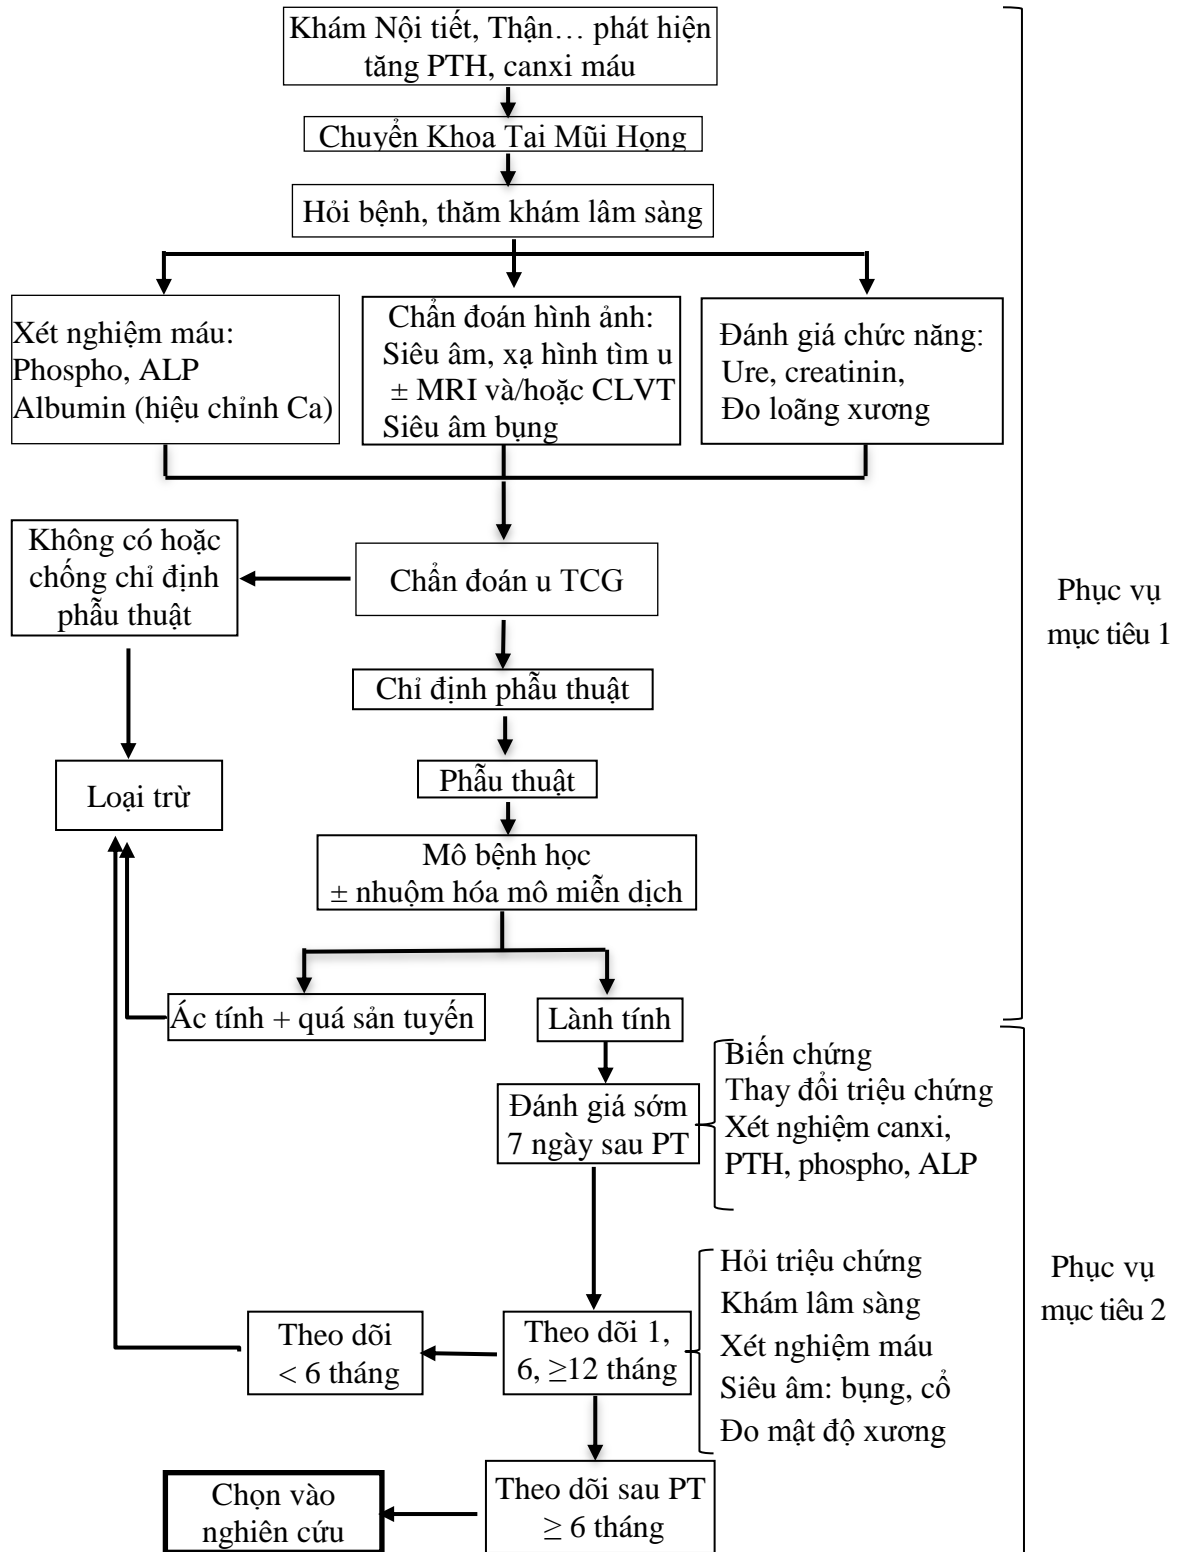 Khám Nội tiết, Thận… phát hiện
tăng PTH, canxi máu
Chuyển Khoa Tai Mũi Họng
Hỏi bệnh, thăm khám lâm sàng
Xét nghiệm máu:
Phospho, ALP
Albumin (hiệu chỉnh Ca)
Chẩn đoán hình ảnh:
Siêu âm, xạ hình tìm u
± MRI và/hoặc CLVT
Siêu âm bụng
Đánh giá chức năng:
Ure, creatinin,
Đo loãng xương
Không có hoặc
chống chỉ định
phẫu thuật
Chẩn đoán u TCG
Phục vụ
mục tiêu 1
Chỉ định phẫu thuật
Phẫu thuật
Loại trừ
Mô bệnh học
± nhuộm hóa mô miễn dịch
Ác tính + quá sản tuyến
Lành tính
Đánh giá sớm
7 ngày sau PT
Biến chứng
Thay đổi triệu chứng
Xét nghiệm canxi,
PTH, phospho, ALP
Phục vụ
mục tiêu 2
Theo dõi
< 6 tháng
Theo dõi 1,
6, ≥12 tháng
Hỏi triệu chứng
Khám lâm sàng
Xét nghiệm máu
Siêu âm: bụng, cổ
Đo mật độ xương
Chọn vào
nghiên cứu
Theo dõi sau PT
≥ 6 tháng